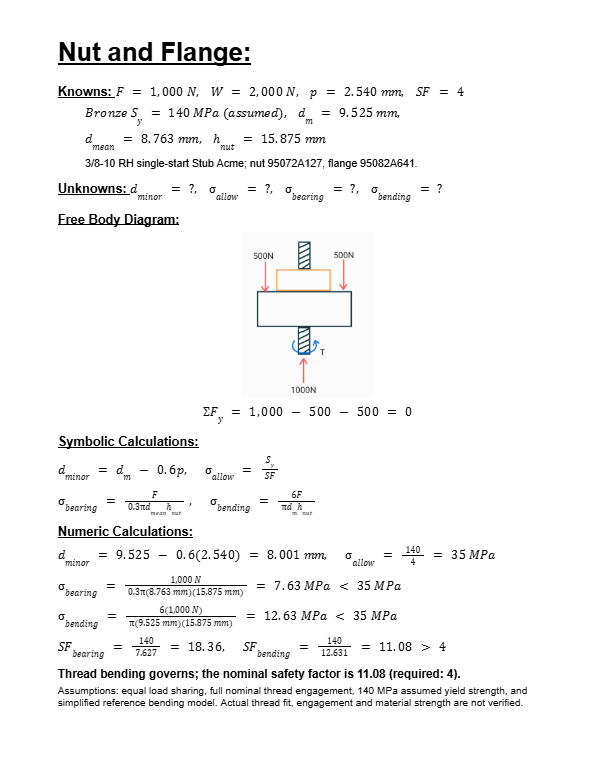 Nut and Flange:
Knowns: F = 1,000 N, W = 2,000 N, p = 2.540 mm, SF = 4
Bronze S_y = 140 MPa (assumed), d_m = 9.525 mm,
d_mean = 8.763 mm, h_nut = 15.875 mm
3/8-10 RH single-start Stub Acme; nut 95072A127, flange 95082A641.
Unknowns: d_minor = ?, σ_allow = ?, σ_bearing = ?, σ_bending = ?
Free Body Diagram:
500N 500N
T
1000N
ΣF_y = 1,000 − 500 − 500 = 0
Symbolic Calculations:
d_minor = d_m − 0.6p, σ_allow = S_y/SF
σ_bearing = F/(0.3πd_mean h_nut), σ_bending = 6F/(πd_m h_nut)
Numeric Calculations:
d_minor = 9.525 − 0.6(2.540) = 8.001 mm, σ_allow = 140/4 = 35 MPa
σ_bearing = 1,000 N/(0.3π(8.763 mm)(15.875 mm)) = 7.63 MPa < 35 MPa
σ_bending = 6(1,000 N)/(π(9.525 mm)(15.875 mm)) = 12.63 MPa < 35 MPa
SF_bearing = 140/7.627 = 18.36, SF_bending = 140/12.631 = 11.08 > 4
Thread bending governs; the nominal safety factor is 11.08 (required: 4).
Assumptions: equal load sharing, full nominal thread engagement, 140 MPa assumed yield strength, and
simplified reference bending model. Actual thread fit, engagement and material strength are not verified.